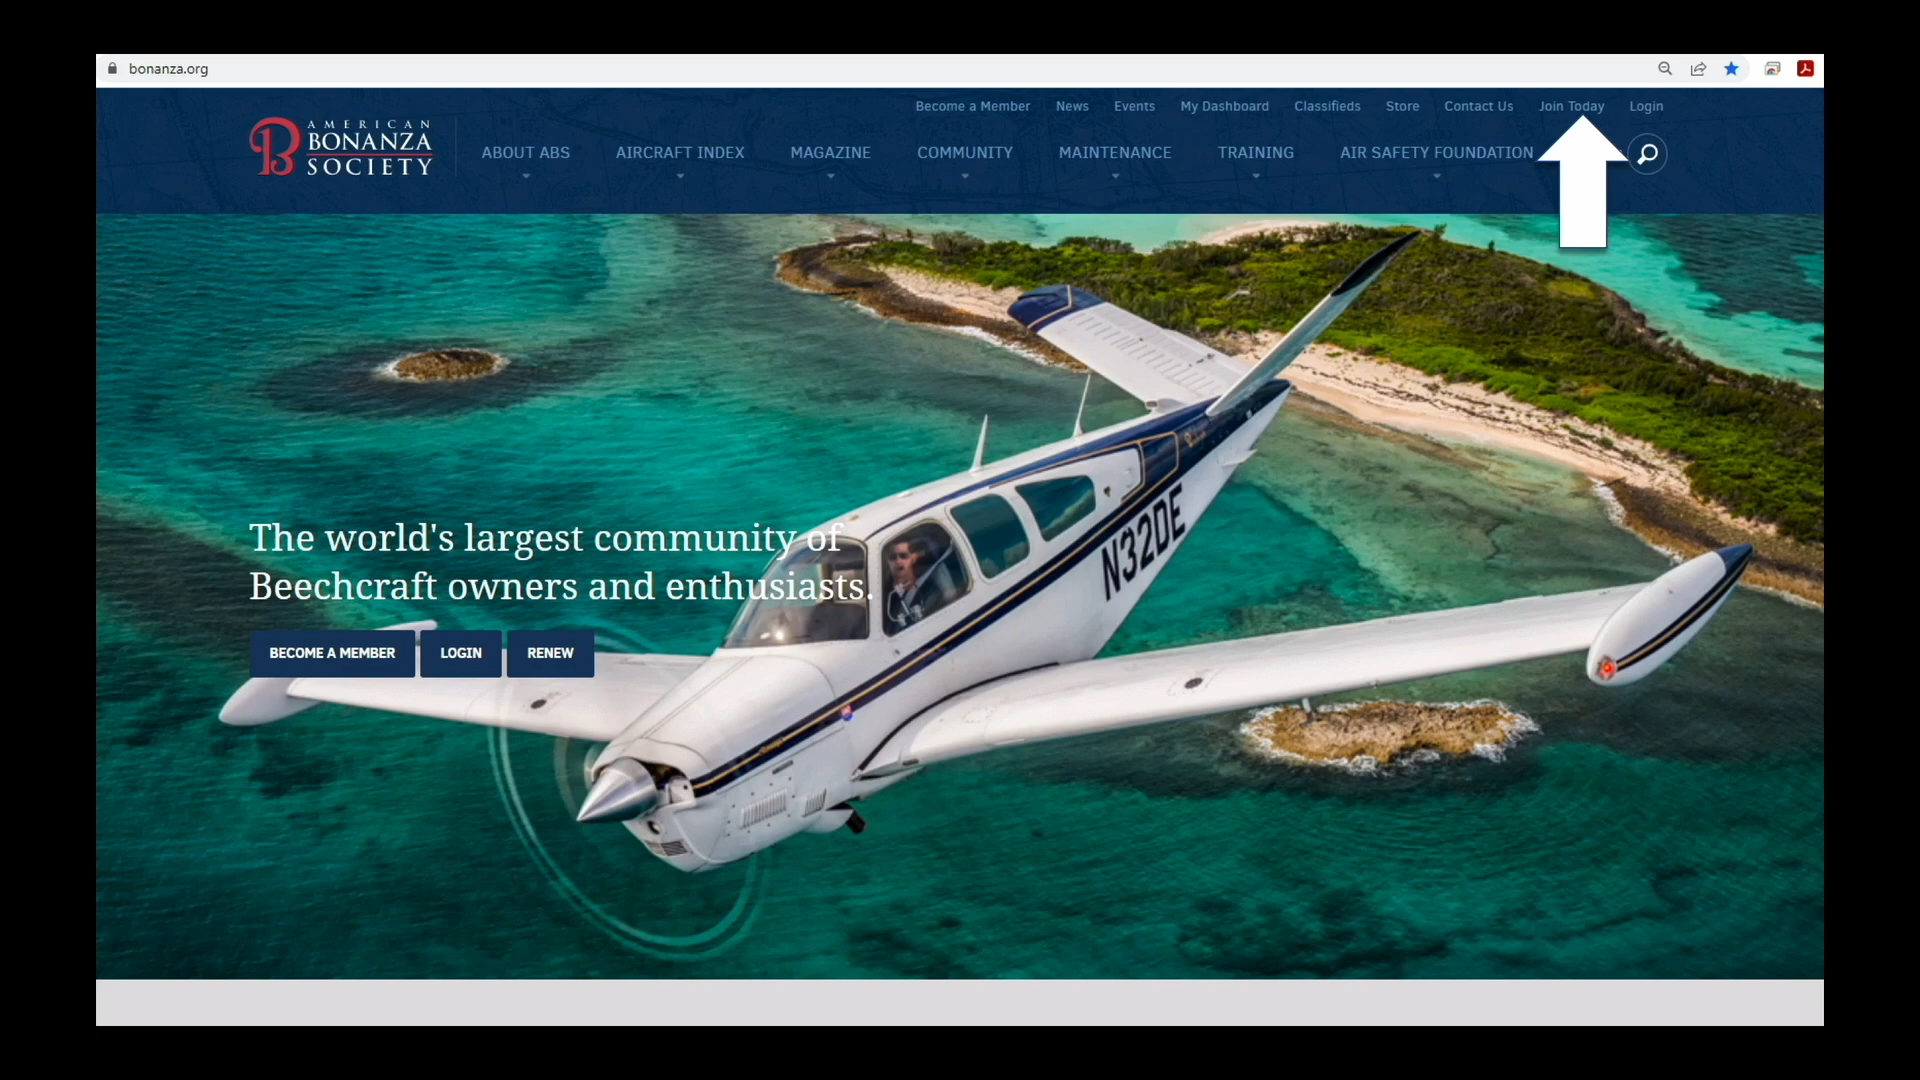 bonanza.org
Become a Member News Events My Dashboard Classifieds Store Contact Us Join Today Login
AMERICAN
BONANZA
SOCIETY
ABOUT ABS AIRCRAFT INDEX MAGAZINE COMMUNITY MAINTENANCE TRAINING AIR SAFETY FOUNDATION
N32DE
The world's largest community of
Beechcraft owners and enthusiasts.
BECOME A MEMBER LOGIN RENEW